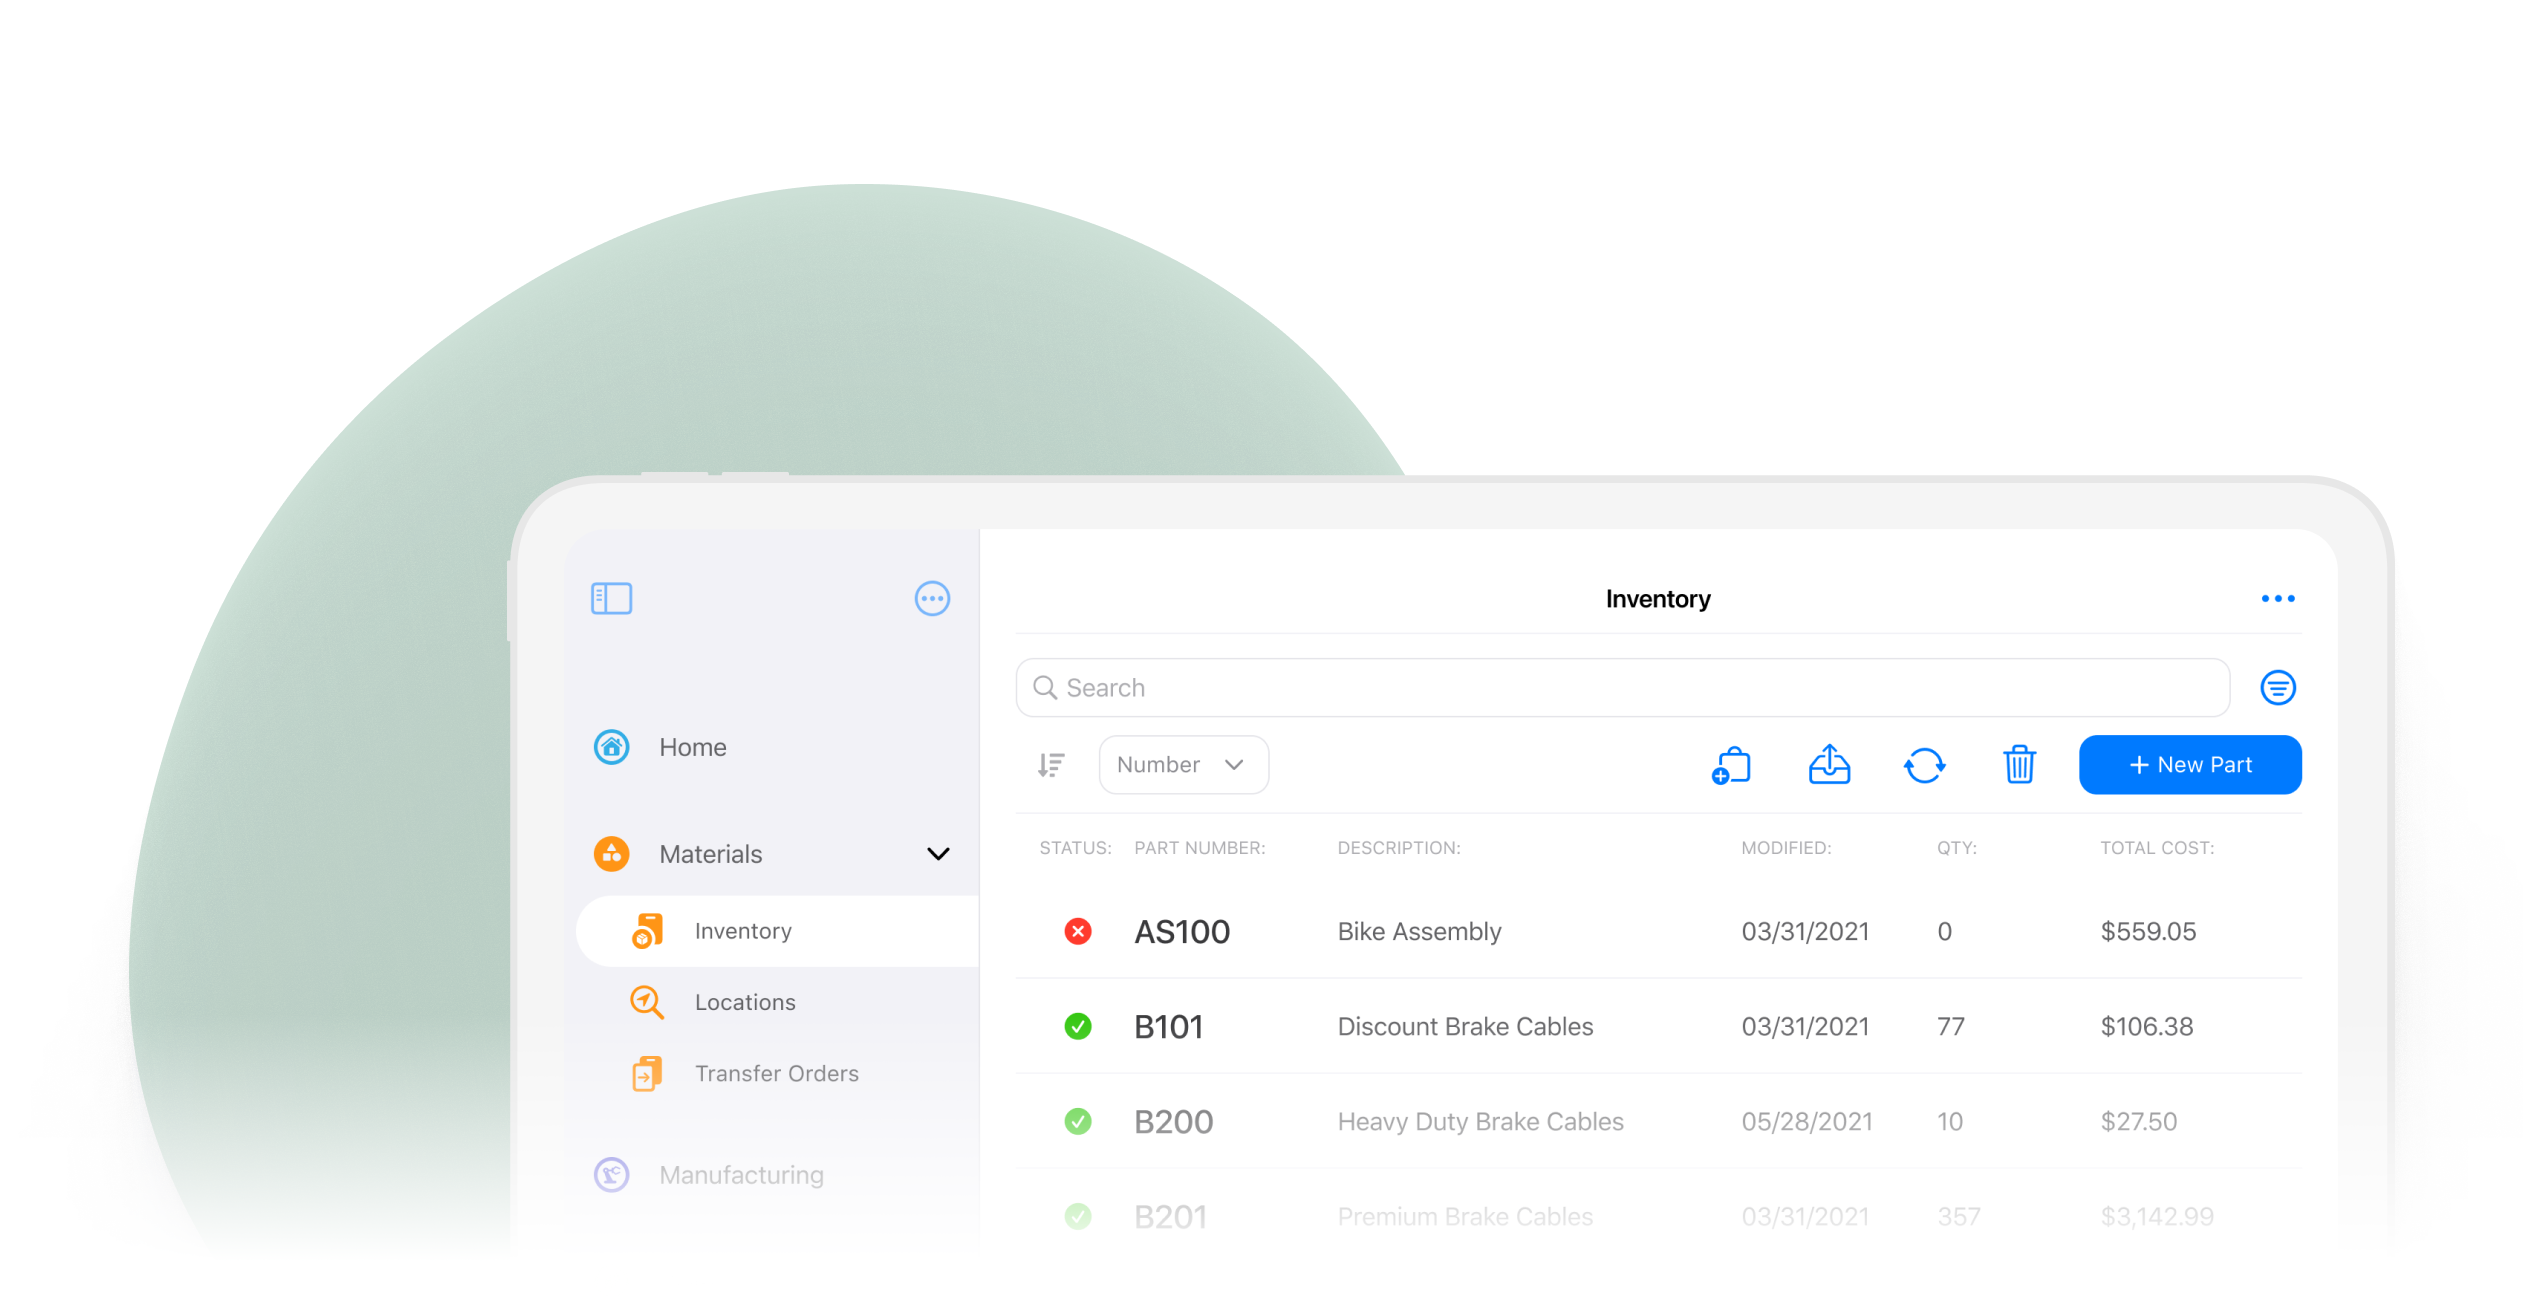 Inventory
Search
Home
Number
+ New Part
Materials
STATUS: PART NUMBER: DESCRIPTION: MODIFIED: QTY: TOTAL COST:
Inventory
AS100 Bike Assembly 03/31/2021 0 $559.05
Locations
B101 Discount Brake Cables 03/31/2021 77 $106.38
Transfer Orders
B200 Heavy Duty Brake Cables 05/28/2021 10 $27.50
Manufacturing
B201 Premium Brake Cables 03/31/2021 357 $3,142.99